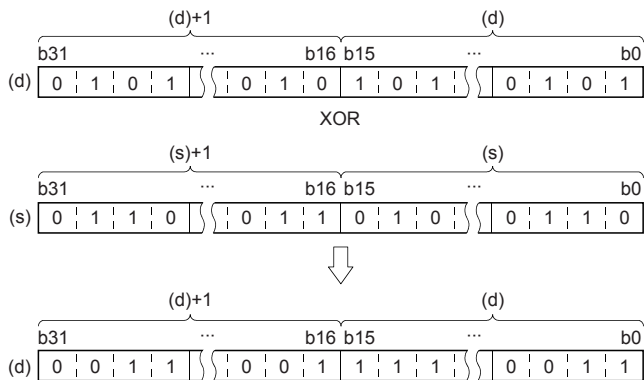 (d)+1 (d)
b31 ··· b16 b15 ··· b0
(d) 0 1 0 1 0 1 0 1 0 1 0 1 0 1
XOR
(s)+1 (s)
b31 ··· b16 b15 ··· b0
(s) 0 1 1 0 0 1 1 0 1 0 0 1 1 0
(d)+1 (d)
b31 ··· b16 b15 ··· b0
(d) 0 0 1 1 0 0 1 1 1 1 0 0 1 1